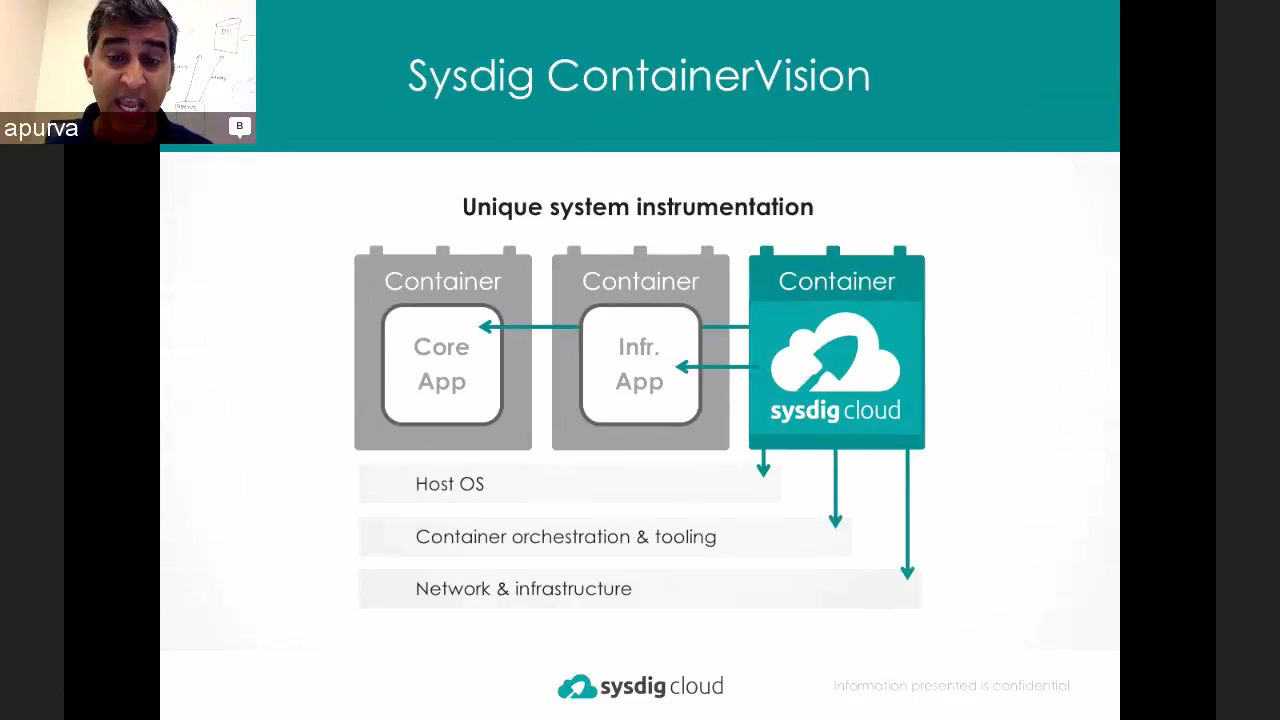 DS
apurva
B
Sysdig ContainerVision
Unique system instrumentation
Container
Core
App
Container
Infr.
App
Container
sysdig cloud
Host OS
Container orchestration & tooling
Network & infrastructure
sysdig cloud
Information presented is confidential